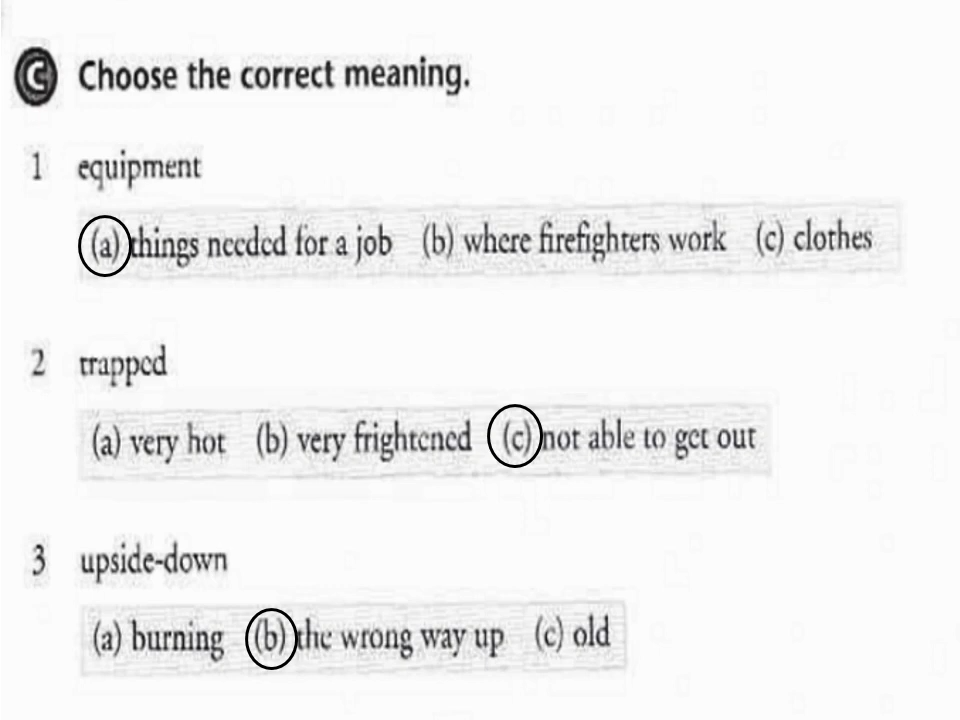 C Choose the correct meaning.
1 equipment
(a) things needed for a job (b) where firefighters work (c) clothes
2 trapped
(a) very hot (b) very frightened (c) not able to get out
3 upside-down
(a) burning (b) the wrong way up (c) old